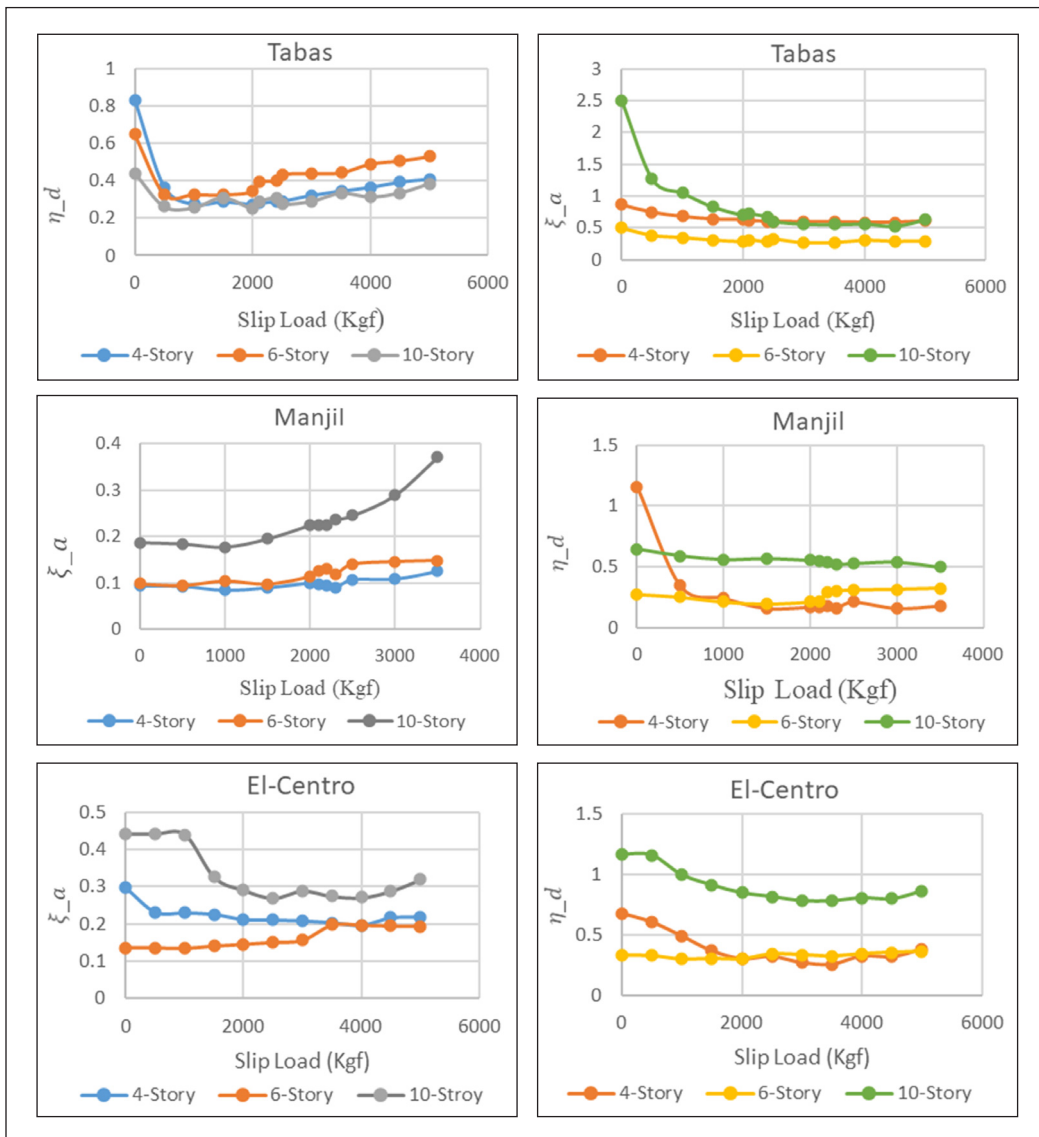 Tabas
1
0.8
0.6
0.4
0.2
0
η_d
0 2000 4000 6000
Slip Load (Kgf)
4-Story 6-Story 10-Story
Tabas
3
2.5
2
1.5
1
0.5
0
ξ_a
0 2000 4000 6000
Slip Load (Kgf)
4-Story 6-Story 10-Story
Manjil
0.4
0.3
0.2
0.1
0
ξ_a
0 1000 2000 3000 4000
Slip Load (Kgf)
4-Story 6-Story 10-Story
Manjil
1.5
1
0.5
0
η_d
0 1000 2000 3000 4000
Slip Load (Kgf)
4-Story 6-Story 10-Story
El-Centro
0.5
0.4
0.3
0.2
0.1
0
ξ_a
0 2000 4000 6000
Slip Load (Kgf)
4-Story 6-Story 10-Stroy
El-Centro
1.5
1
0.5
0
η_d
0 2000 4000 6000
Slip Load (Kgf)
4-Story 6-Story 10-Story